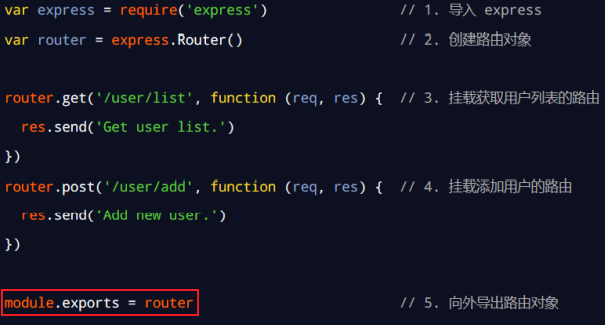 var express = require('express') // 1. 导入 express
var router = express.Router() // 2. 创建路由对象
router.get('/user/list', function (req, res) { // 3. 挂载获取用户列表的路由
res.send('Get user list.')
})
router.post('/user/add', function (req, res) { // 4. 挂载添加用户的路由
res.send('Add new user.')
})
module.exports = router // 5. 向外导出路由对象